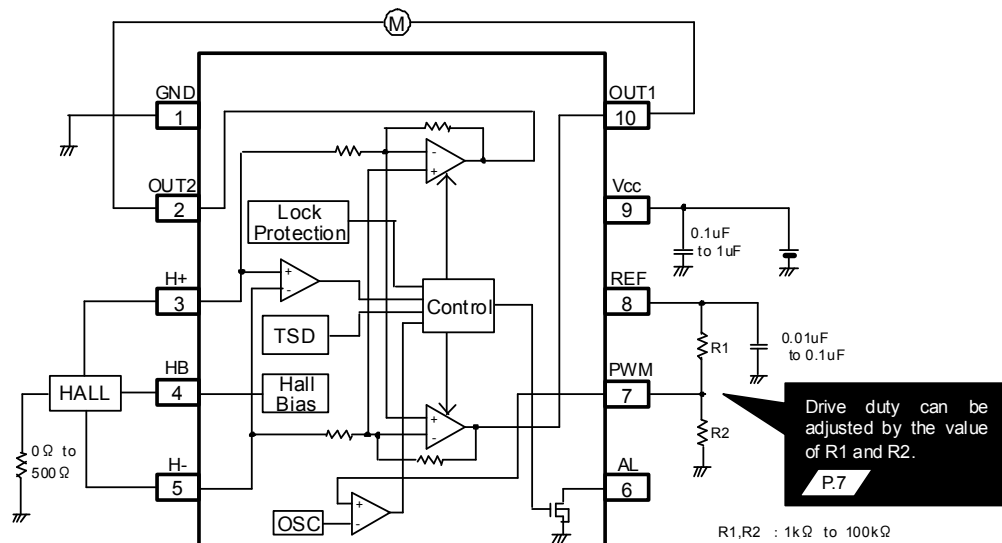 M
GND
1
OUT1
10
OUT2
2
Vcc
9
Lock
Protection
0.1uF
to 1uF
H+
3
REF
8
Control
TSD
R1
0.01uF
to 0.1uF
HB
4
HALL
Hall
Bias
PWM
7
R2
Drive duty can be
adjusted by the value
of R1 and R2.
P.7
0Ω to
500Ω
H-
5
AL
6
OSC
R1,R2 : 1kΩ to 100kΩ
-
+
+
-
+
-
+
-